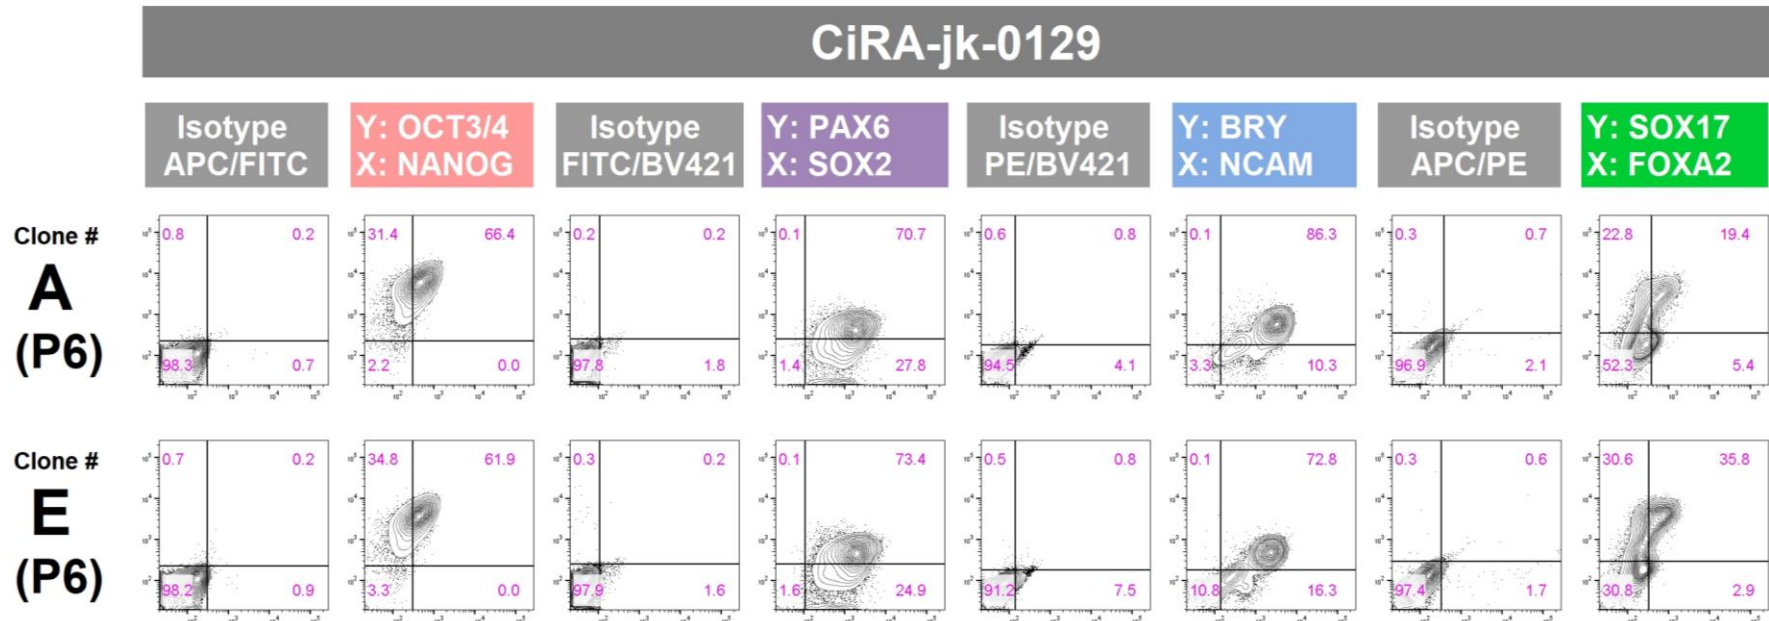 CiRA-jk-0129
Isotype
APC/FITC
Y: OCT3/4
X: NANOG
Isotype
FITC/BV421
Y: PAX6
X: SOX2
Isotype
PE/BV421
Y: BRY
X: NCAM
Isotype
APC/PE
Y: SOX17
X: FOXA2
Clone #
A
(P6)
0.8 0.2
98.3 0.7
31.4 66.4
2.2 0.0
0.2 0.2
97.8 1.8
0.1 70.7
1.4 27.8
0.6 0.8
94.5 4.1
0.1 86.3
3.3 10.3
0.3 0.7
96.9 2.1
22.8 19.4
52.3 5.4
Clone #
E
(P6)
0.7 0.2
98.2 0.9
34.8 61.9
3.3 0.0
0.3 0.2
97.9 1.6
0.1 73.4
1.6 24.9
0.5 0.8
91.2 7.5
0.1 72.8
10.8 16.3
0.3 0.6
97.4 1.7
30.6 35.8
30.8 2.9